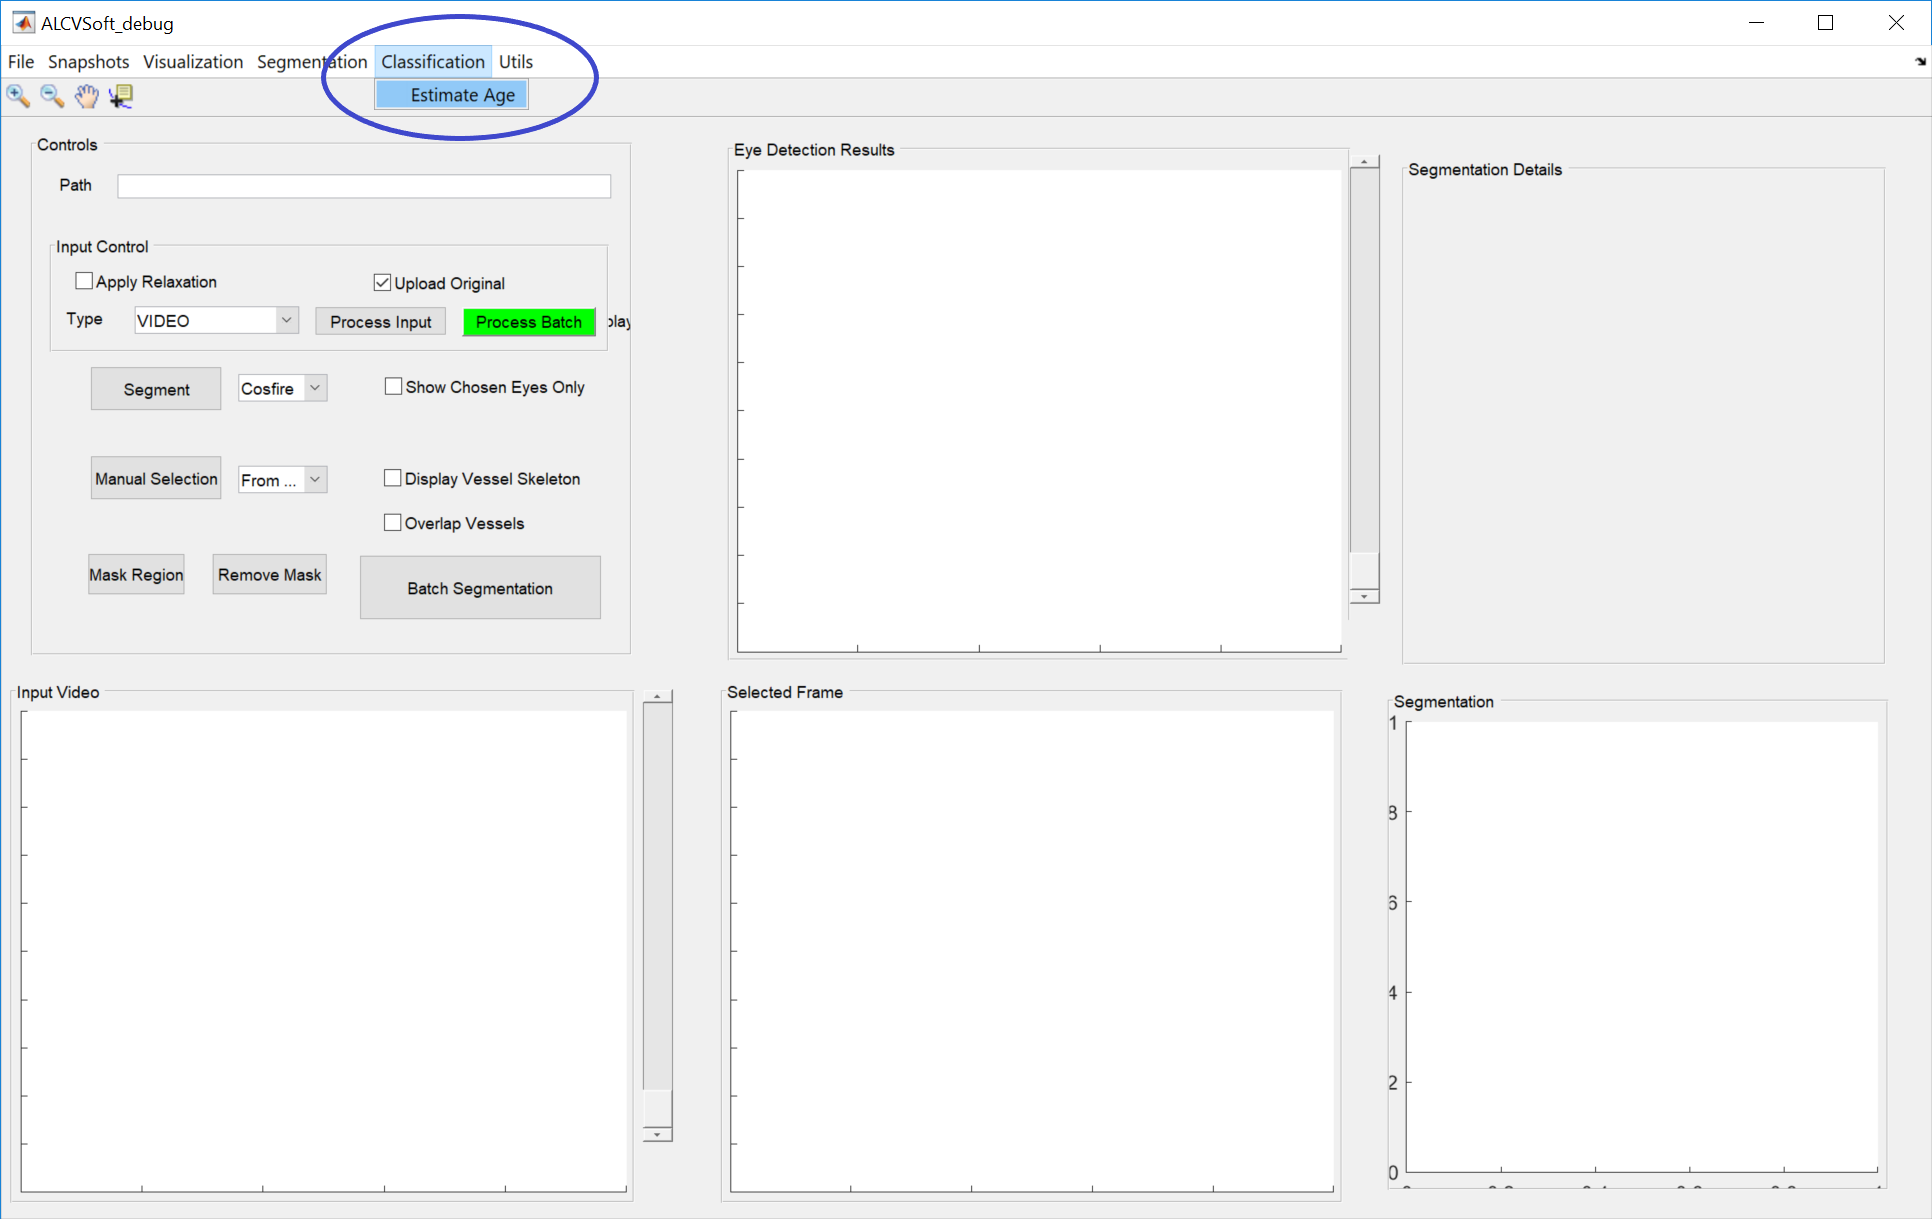 ALCVSoft_debug
File Snapshots Visualization Segmentation Classification Utils
Estimate Age
Controls
Path
Input Control
Apply Relaxation
Upload Original
Type VIDEO Process Input Process Batch play
Segment Cosfire Show Chosen Eyes Only
Manual Selection From ... Display Vessel Skeleton
Overlap Vessels
Mask Region Remove Mask Batch Segmentation
Eye Detection Results
Segmentation Details
Input Video
Selected Frame
Segmentation
1
8
6
4
2
0